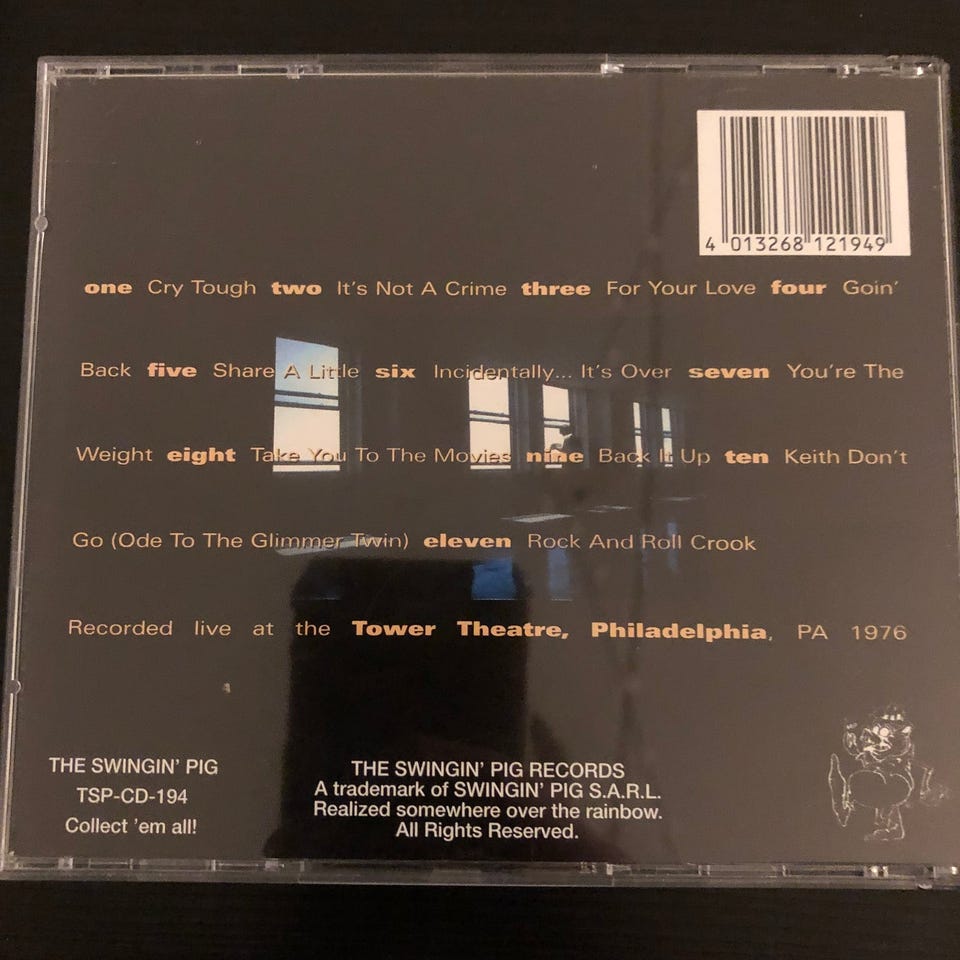 4 013268 121949
one Cry Tough two It's Not A Crime three For Your Love four Goin'
Back five Share A Little six Incidentally... It's Over seven You're The
Weight eight Take You To The Movies nine Back It Up ten Keith Don't
Go (Ode To The Glimmer Twin) eleven Rock And Roll Crook
Recorded live at the Tower Theatre, Philadelphia, PA 1976
THE SWINGIN' PIG
TSP-CD-194
Collect 'em all!
THE SWINGIN' PIG RECORDS
A trademark of SWINGIN' PIG S.A.R.L.
Realized somewhere over the rainbow.
All Rights Reserved.